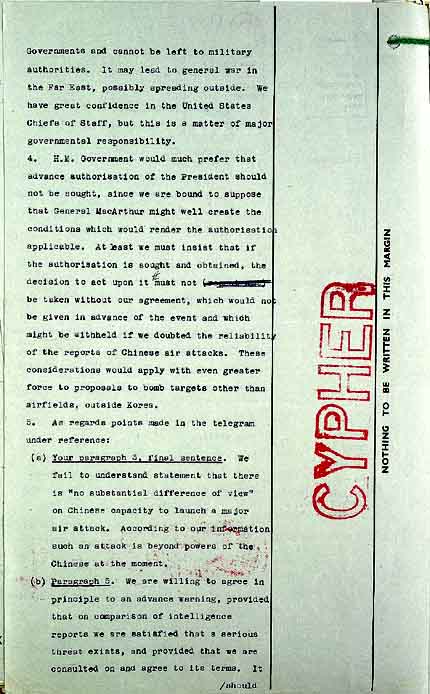 Governments and cannot be left to military
authorities. It may lead to general war in
the Far East, possibly spreading outside. We
have great confidence in the United States
Chiefs of Staff, but this is a matter of major
governmental responsibility.
4. H.M. Government would much prefer that
advance authorisation of the President should
not be sought, since we are bound to suppose
that General MacArthur might well create the
conditions which would render the authorisation
applicable. At least we must insist that if
the authorisation is sought and obtained, the
decision to act upon it must not
be taken without our agreement, which would not
be given in advance of the event and which
might be withheld if we doubted the reliability
of the reports of Chinese air attacks. These
considerations would apply with even greater
force to proposals to bomb targets other than
airfields, outside Korea.
5. As regards points made in the telegram
under reference:
(a) Your paragraph 3, final sentence. We
fail to understand statement that there
is "no substantial difference of view"
on Chinese capacity to launch a major
air attack. According to our information
such an attack is beyond powers of the
Chinese at the moment.
(b) Paragraph 5. We are willing to agree in
principle to an advance warning, provided
that on comparison of intelligence
reports we are satisfied that a serious
threat exists, and provided that we are
consulted on and agree to its terms. It
/should
CYPHER
NOTHING TO BE WRITTEN IN THIS MARGIN